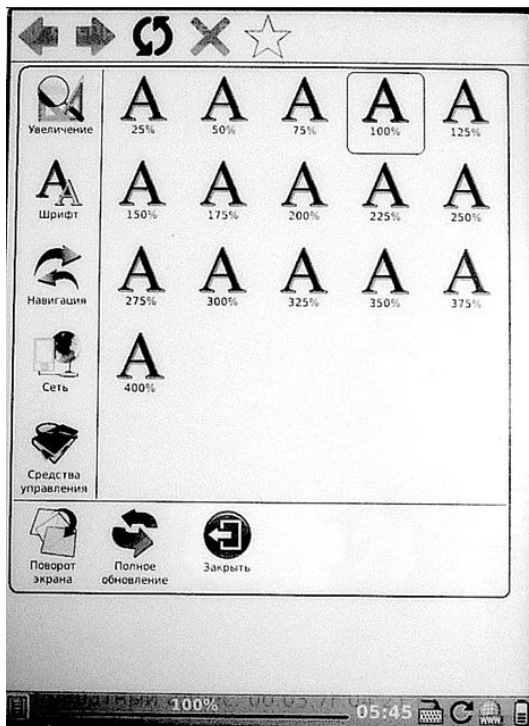 Увеличение
25% 50% 75% 100% 125%
Шрифт
150% 175% 200% 225% 250%
Навигация
275% 300% 325% 350% 375%
Сеть
400%
Средства
управления
Поворот
экрана
Полное
обновление
Закрыть
100%
05:45
www